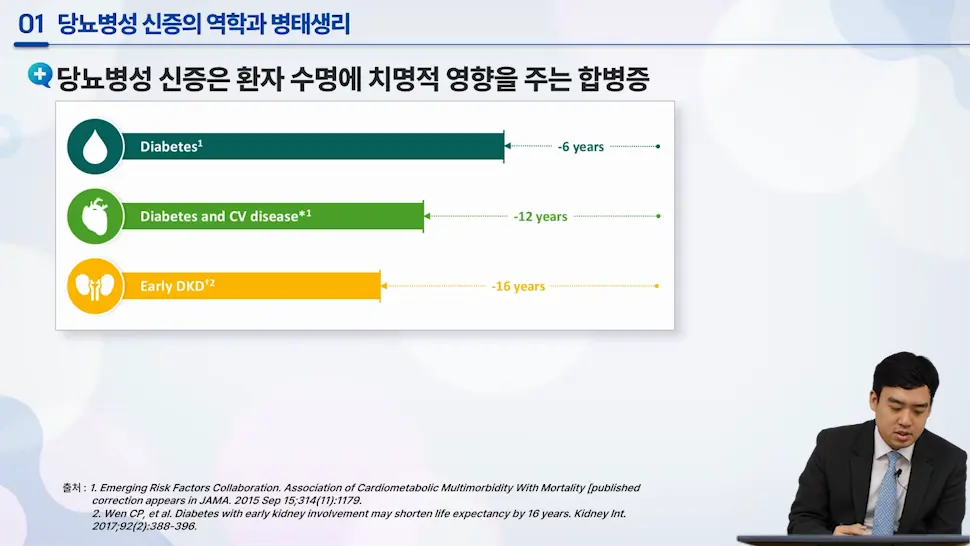 01 당뇨병성 신증의 역학과 병태생리
당뇨병성 신증은 환자 수명에 치명적 영향을 주는 합병증
Diabetes¹
-6 years
Diabetes and CV disease*¹
-12 years
Early DKD†²
-16 years
출처 : 1. Emerging Risk Factors Collaboration. Association of Cardiometabolic Multimorbidity With Mortality [published
correction appears in JAMA. 2015 Sep 15;314(11):1179.
2. Wen CP, et al. Diabetes with early kidney involvement may shorten life expectancy by 16 years. Kidney Int.
2017;92(2):388-396.